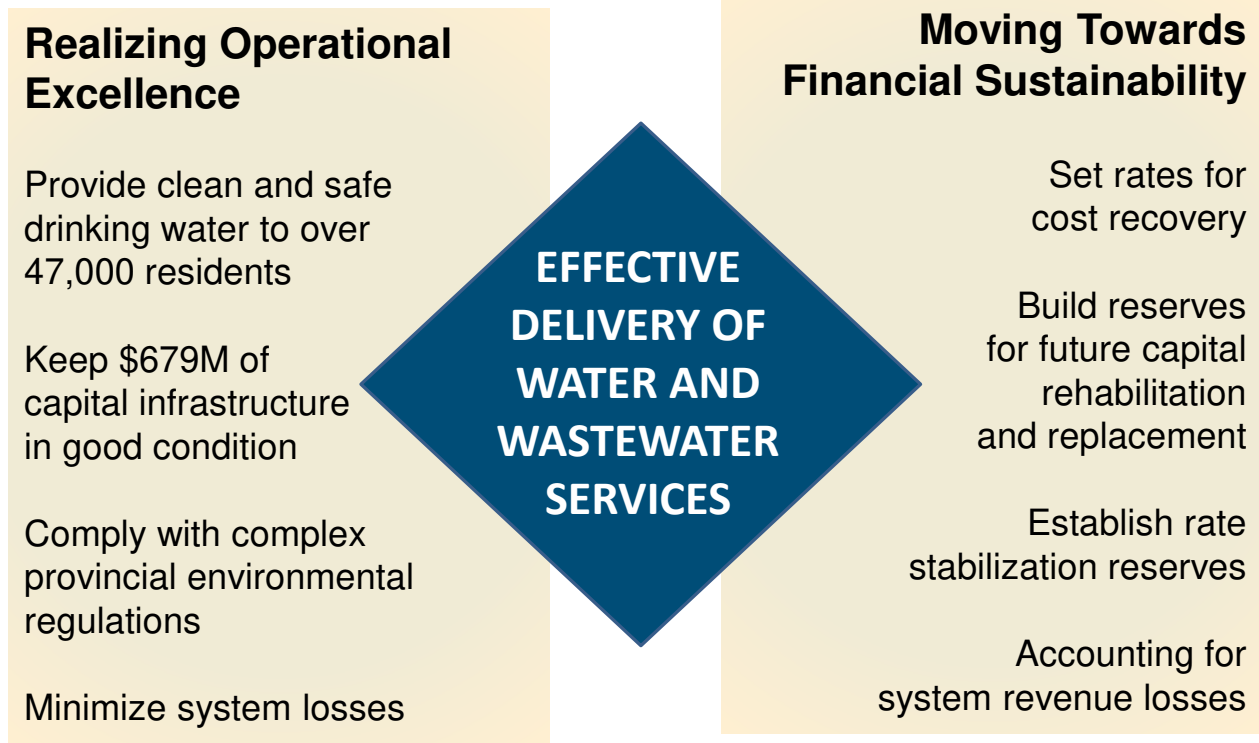 Realizing Operational
Excellence
Provide clean and safe
drinking water to over
47,000 residents
Keep $679M of
capital infrastructure
in good condition
Comply with complex
provincial environmental
regulations
Minimize system losses
EFFECTIVE
DELIVERY OF
WATER AND
WASTEWATER
SERVICES
Moving Towards
Financial Sustainability
Set rates for
cost recovery
Build reserves
for future capital
rehabilitation
and replacement
Establish rate
stabilization reserves
Accounting for
system revenue losses